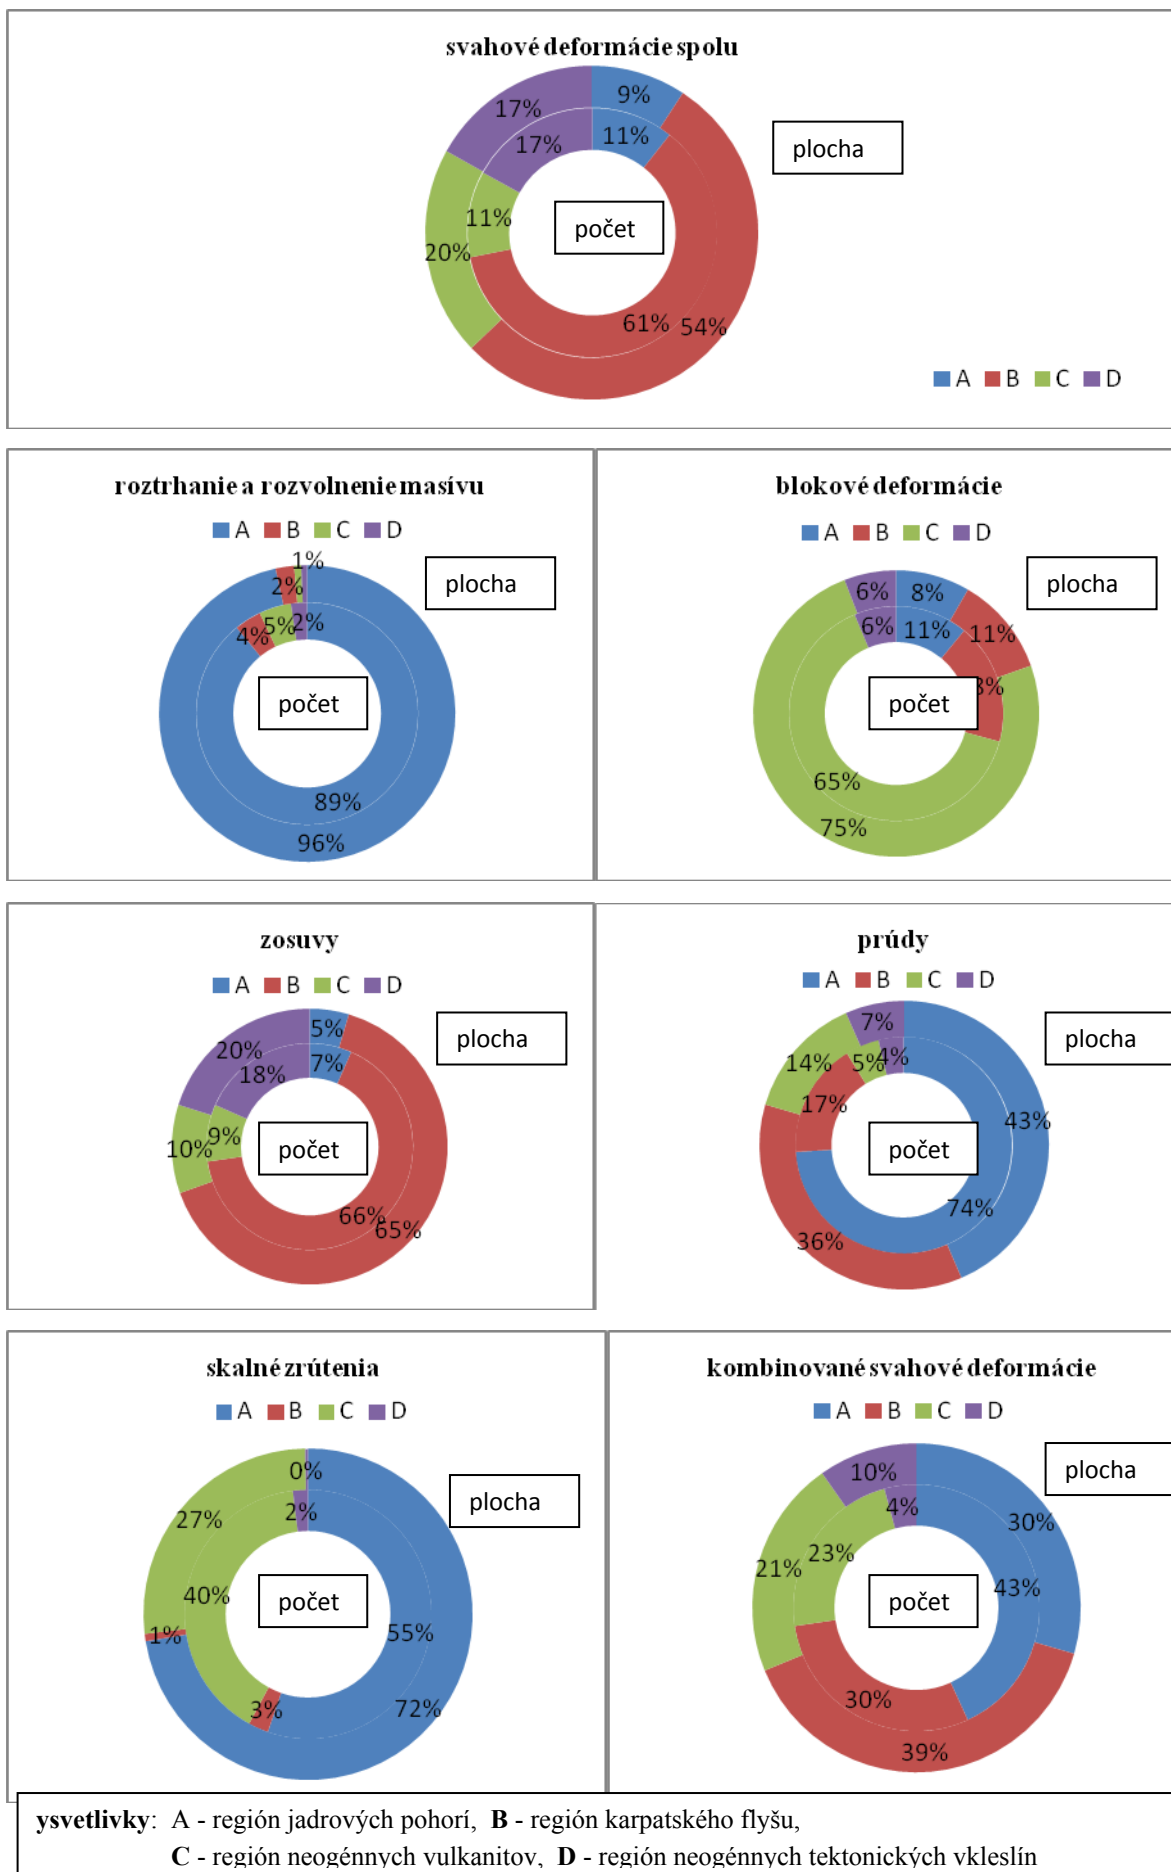 svahové deformácie spolu
9%
17%
11%
17%
plocha
počet
11%
20%
61%
54%
A B C D
roztrhanie a rozvolnenie masívu
A B C D
1%
2%
plocha
5%
2%
4%
počet
89%
96%
blokové deformácie
A B C D
6%
8%
plocha
6%
11%
11%
počet
65%
75%
zosuvy
A B C D
5%
plocha
20%
7%
18%
9%
10%
počet
66%
65%
prúdy
A B C D
7%
plocha
14%
5%
4%
17%
43%
počet
74%
36%
skalné zrútenia
A B C D
0%
plocha
27%
2%
40%
počet
55%
1%
3%
72%
kombinované svahové deformácie
A B C D
10%
plocha
4%
30%
23%
21%
43%
počet
30%
39%
ysvetlivky: A - región jadrových pohorí, B - región karpatského flyšu,
C - región neogénnych vulkanitov, D - región neogénnych tektonických vkleslín